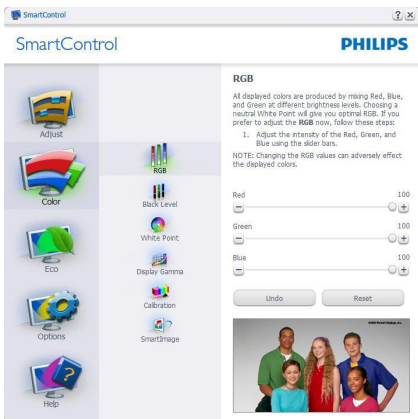 SmartControl
SmartControl
PHILIPS
Adjust
Color
Eco
Options
Help
RGB
Black Level
White Point
Display Gamma
Calibration
SmartImage
RGB
All displayed colors are produced by mixing Red, Blue,
and Green at different brightness levels. Choosing a
neutral White Point will give you optimal RGB. If you
prefer to adjust the RGB now, follow these steps:
1. Adjust the intensity of the Red, Green, and
Blue using the slider bars.
NOTE: Changing the RGB values can adversely effect
the displayed colors.
Red 100
Green 100
Blue 100
Undo Reset